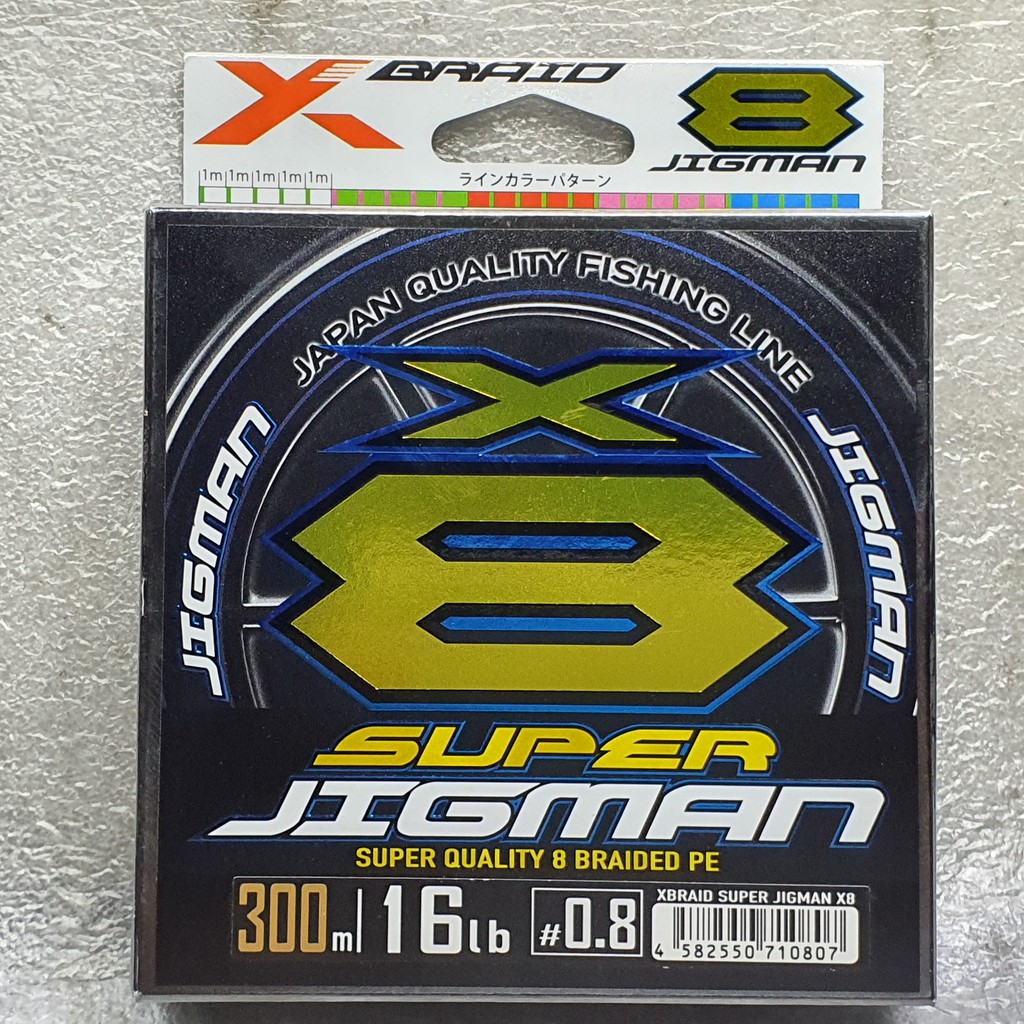 X BRAID
8
JIGMAN
1m 1m 1m 1m 1m
ラインカラーパターン
JAPAN QUALITY FISHING LINE
JIGMAN
JIGMAN
X
8
SUPER
JIGMAN
SUPER QUALITY 8 BRAIDED PE
300m 16lb #0.8
XBRAID SUPER JIGMAN X8
4 582550 710807